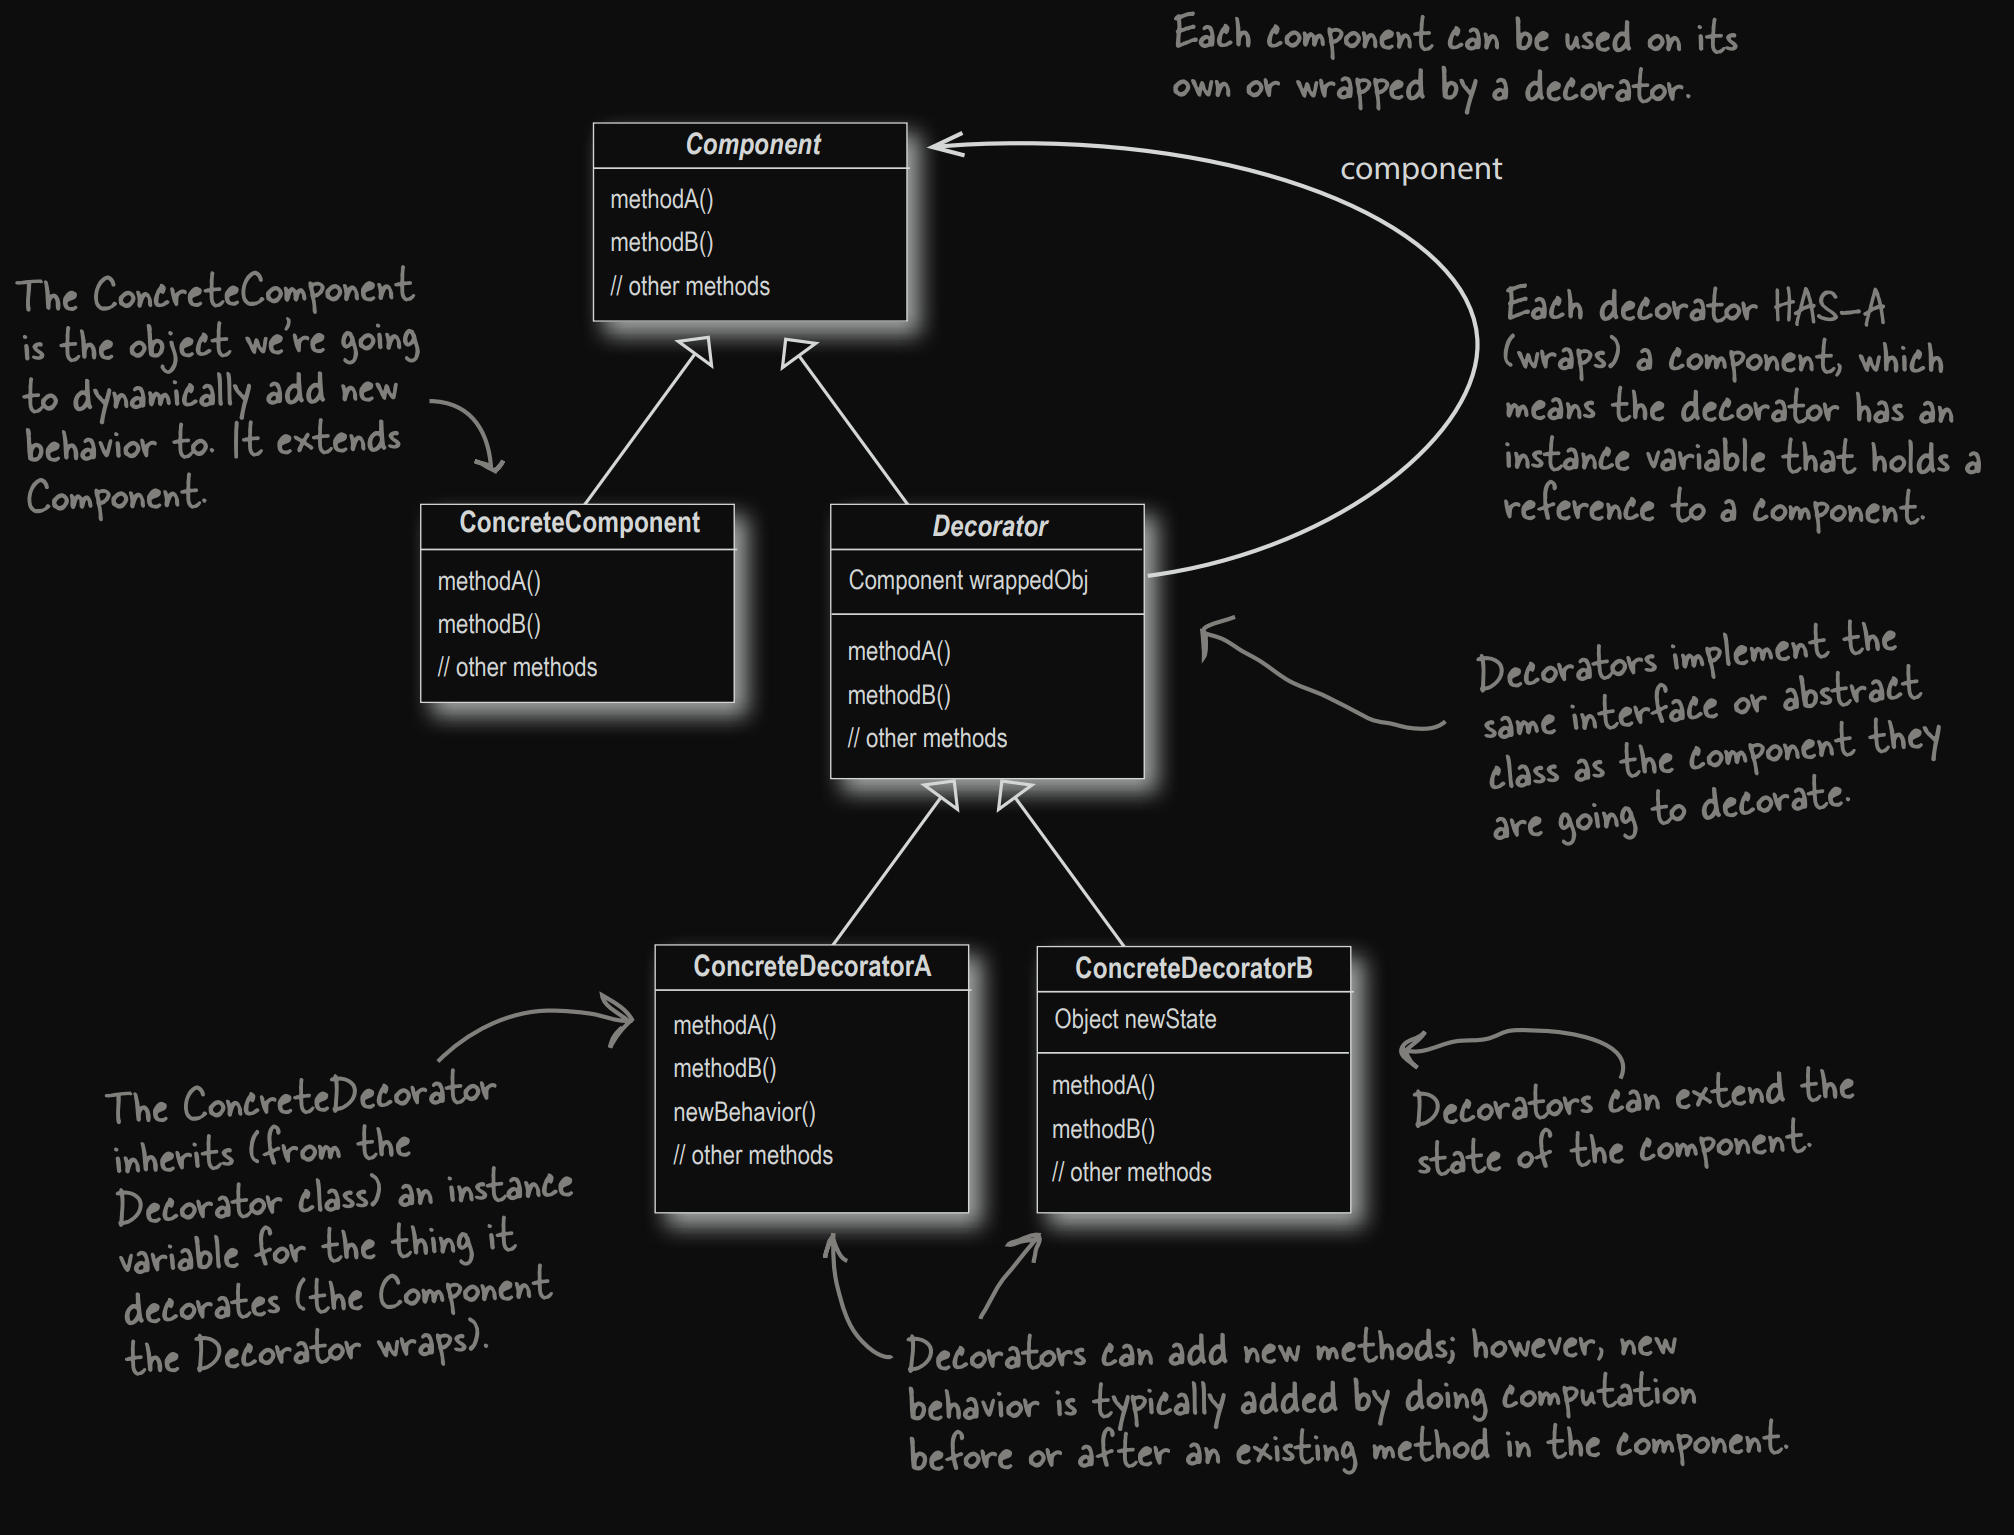 Each component can be used on its
own or wrapped by a decorator.
Component
methodA()
methodB()
// other methods
component
The ConcreteComponent
is the object we're going
to dynamically add new
behavior to. It extends
Component.
Each decorator HAS-A
(wraps) a component, which
means the decorator has an
instance variable that holds a
reference to a component.
ConcreteComponent
methodA()
methodB()
// other methods
Decorator
Component wrappedObj
methodA()
methodB()
// other methods
Decorators implement the
same interface or abstract
class as the component they
are going to decorate.
ConcreteDecoratorA
methodA()
methodB()
newBehavior()
// other methods
ConcreteDecoratorB
Object newState
methodA()
methodB()
// other methods
The ConcreteDecorator
inherits (from the
Decorator class) an instance
variable for the thing it
decorates (the Component
the Decorator wraps).
Decorators can extend the
state of the component.
Decorators can add new methods; however, new
behavior is typically added by doing computation
before or after an existing method in the component.